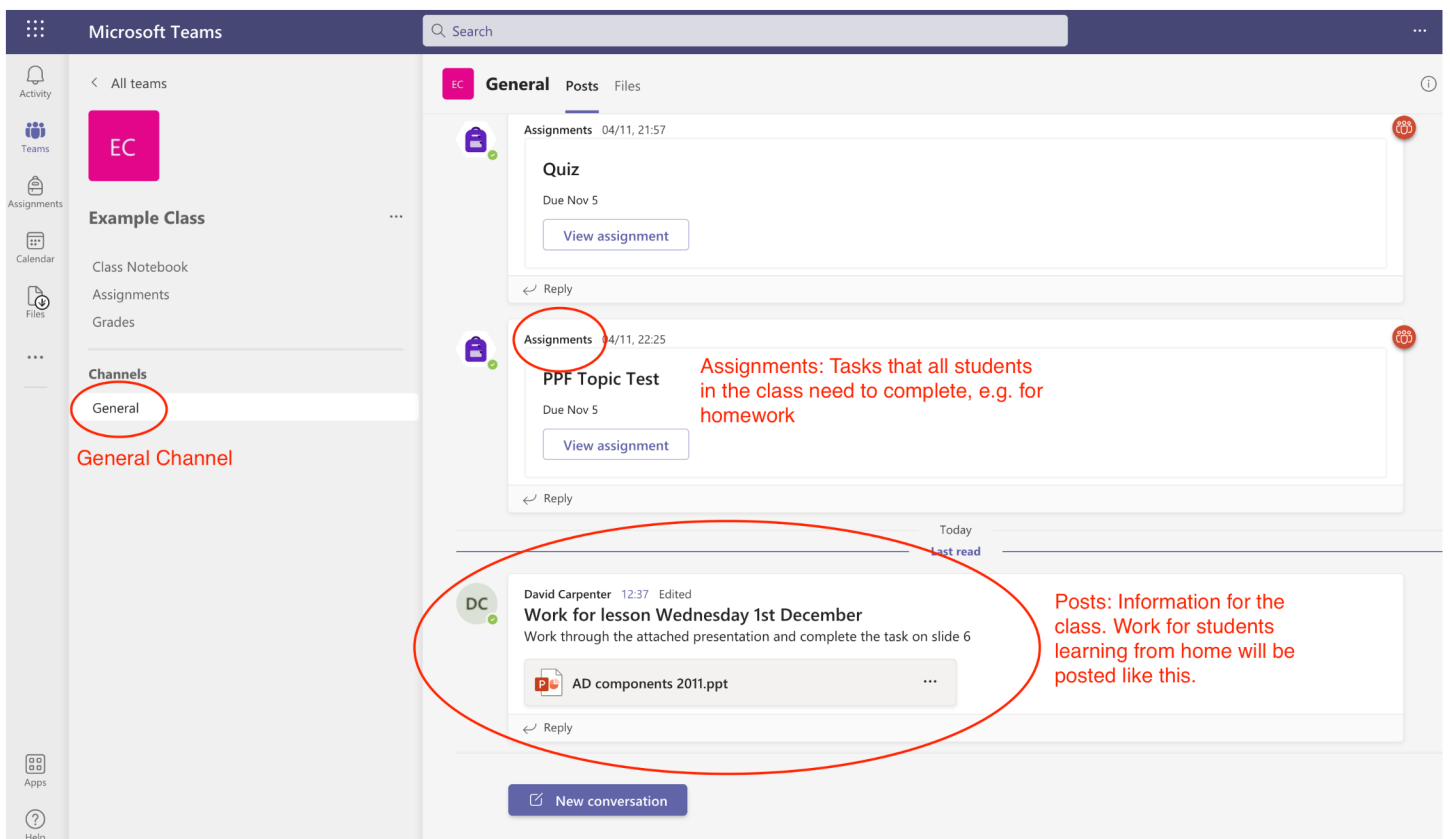 Microsoft Teams
Search
Activity
Teams
Assignments
Calendar
Files
Apps
Help
All teams
EC
Example Class
Class Notebook
Assignments
Grades
Channels
General
General Channel
EC
General
Posts
Files
Assignments 04/11, 21:57
Quiz
Due Nov 5
View assignment
Reply
Assignments 04/11, 22:25
PPF Topic Test
Due Nov 5
View assignment
Assignments: Tasks that all students
in the class need to complete, e.g. for
homework
Reply
Today
Last read
DC
David Carpenter 12:37 Edited
Work for lesson Wednesday 1st December
Work through the attached presentation and complete the task on slide 6
AD components 2011.ppt
Reply
Posts: Information for the
class. Work for students
learning from home will be
posted like this.
New conversation